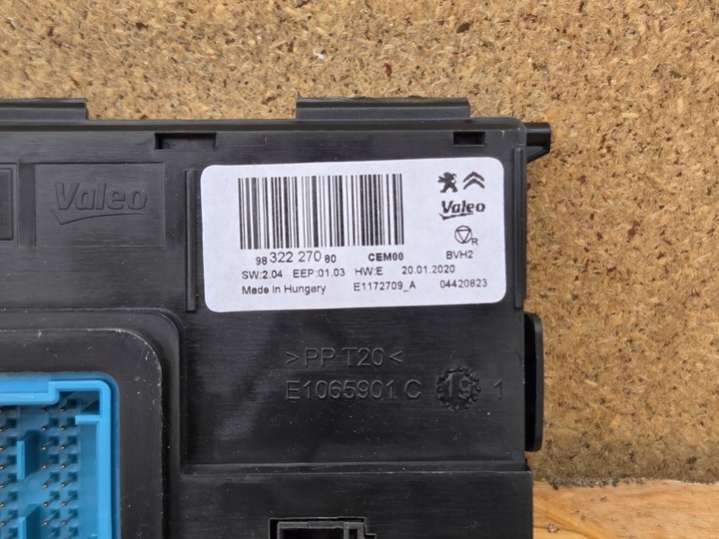 Valeo
Valeo
R
98 322 270 80 CEM00 BVH2
SW:2.04 EEP:01.03 HW:E 20.01.2020
Made In Hungary E1172709_A 04420823
>PP T20<
E1065901 C 19 1